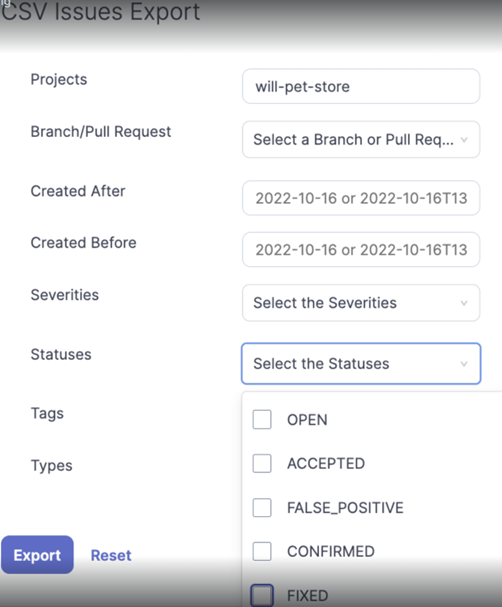 CSV Issues Export
Projects
will-pet-store
Branch/Pull Request
Select a Branch or Pull Req...
Created After
2022-10-16 or 2022-10-16T13
Created Before
2022-10-16 or 2022-10-16T13
Severities
Select the Severities
Statuses
Select the Statuses
Tags
OPEN
ACCEPTED
Types
FALSE_POSITIVE
CONFIRMED
Export
Reset
FIXED